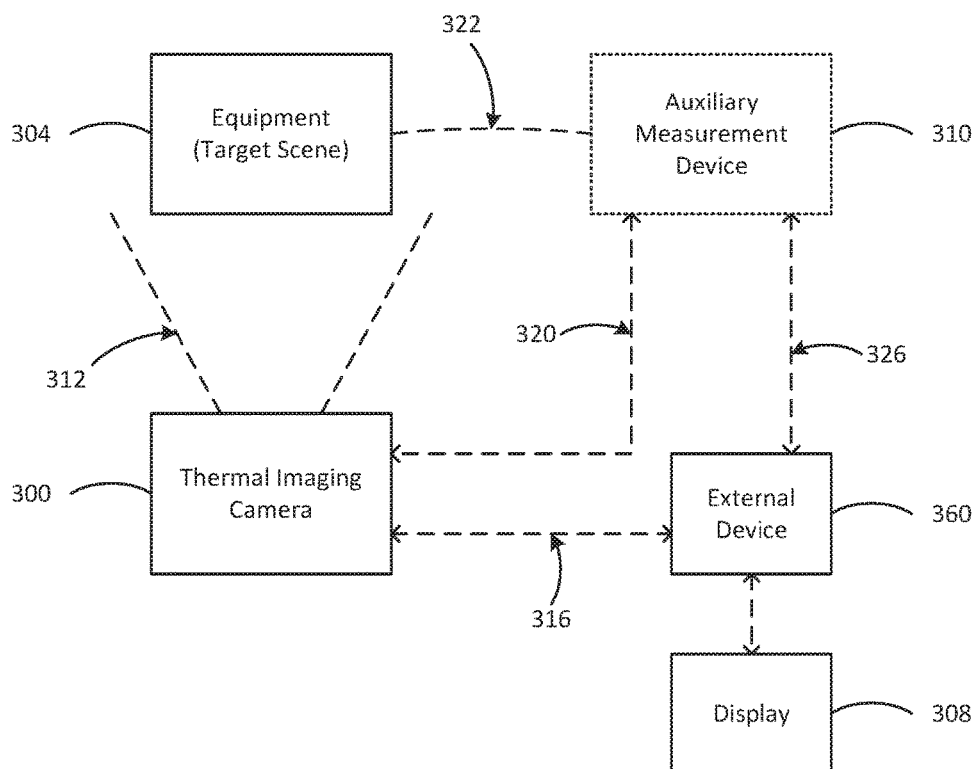 322
304
Equipment
(Target Scene)
Auxiliary
Measurement
Device
310
312
320
326
300
Thermal Imaging
Camera
External
Device
360
316
Display
308